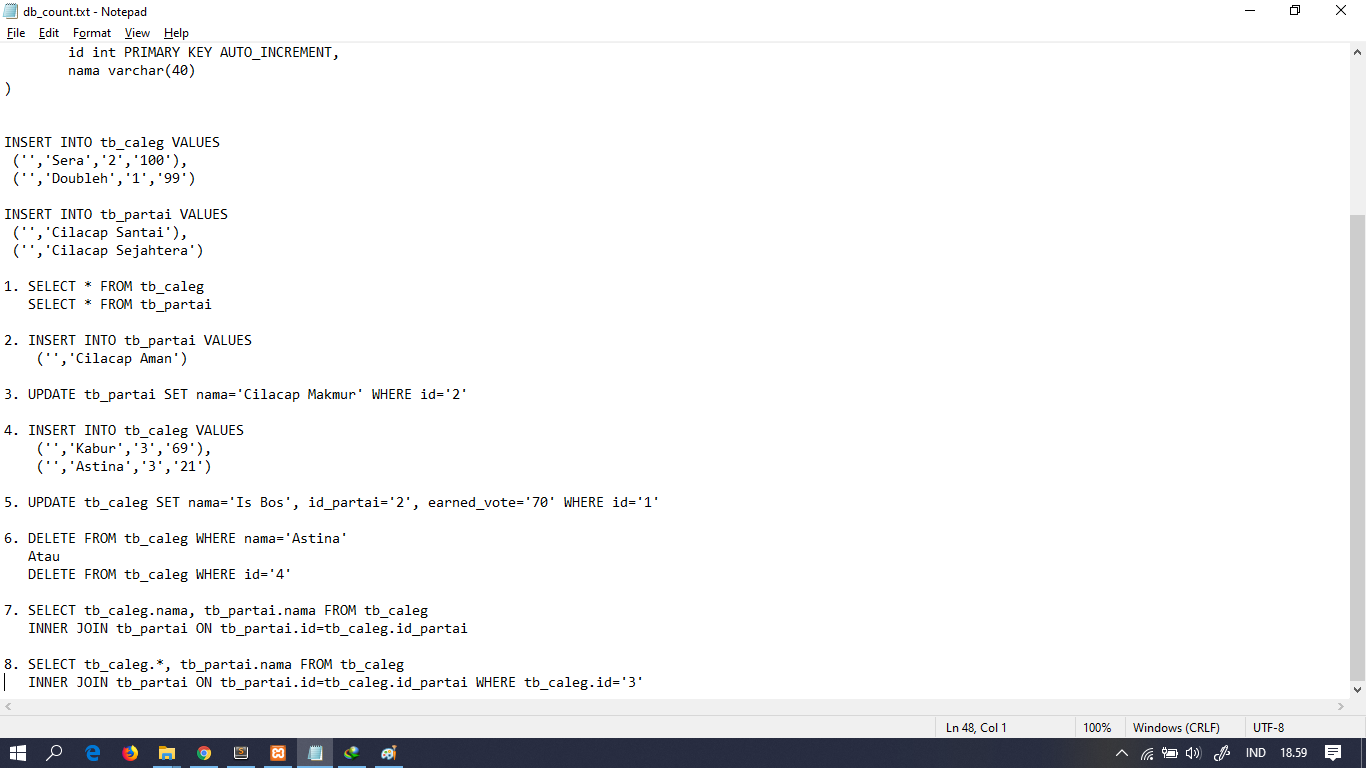 db_count.txt - Notepad
File Edit Format View Help
id int PRIMARY KEY AUTO_INCREMENT,
nama varchar(40)
)
INSERT INTO tb_caleg VALUES
('','Sera','2','100'),
('','Doubleh','1','99')
INSERT INTO tb_partai VALUES
('','Cilacap Santai'),
('','Cilacap Sejahtera')
1. SELECT * FROM tb_caleg
SELECT * FROM tb_partai
2. INSERT INTO tb_partai VALUES
('','Cilacap Aman')
3. UPDATE tb_partai SET nama='Cilacap Makmur' WHERE id='2'
4. INSERT INTO tb_caleg VALUES
('','Kabur','3','69'),
('','Astina','3','21')
5. UPDATE tb_caleg SET nama='Is Bos', id_partai='2', earned_vote='70' WHERE id='1'
6. DELETE FROM tb_caleg WHERE nama='Astina'
Atau
DELETE FROM tb_caleg WHERE id='4'
7. SELECT tb_caleg.nama, tb_partai.nama FROM tb_caleg
INNER JOIN tb_partai ON tb_partai.id=tb_caleg.id_partai
8. SELECT tb_caleg.*, tb_partai.nama FROM tb_caleg
INNER JOIN tb_partai ON tb_partai.id=tb_caleg.id_partai WHERE tb_caleg.id='3'
Ln 48, Col 1 100% Windows (CRLF) UTF-8
IND 18.59